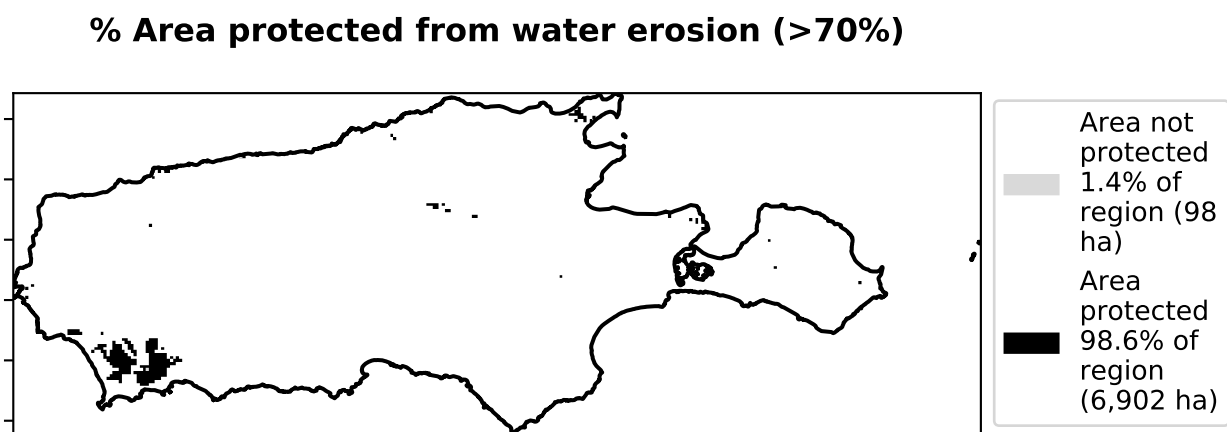 % Area protected from water erosion (>70%)
Area not
protected
1.4% of
region (98
ha)
Area
protected
98.6% of
region
(6,902 ha)